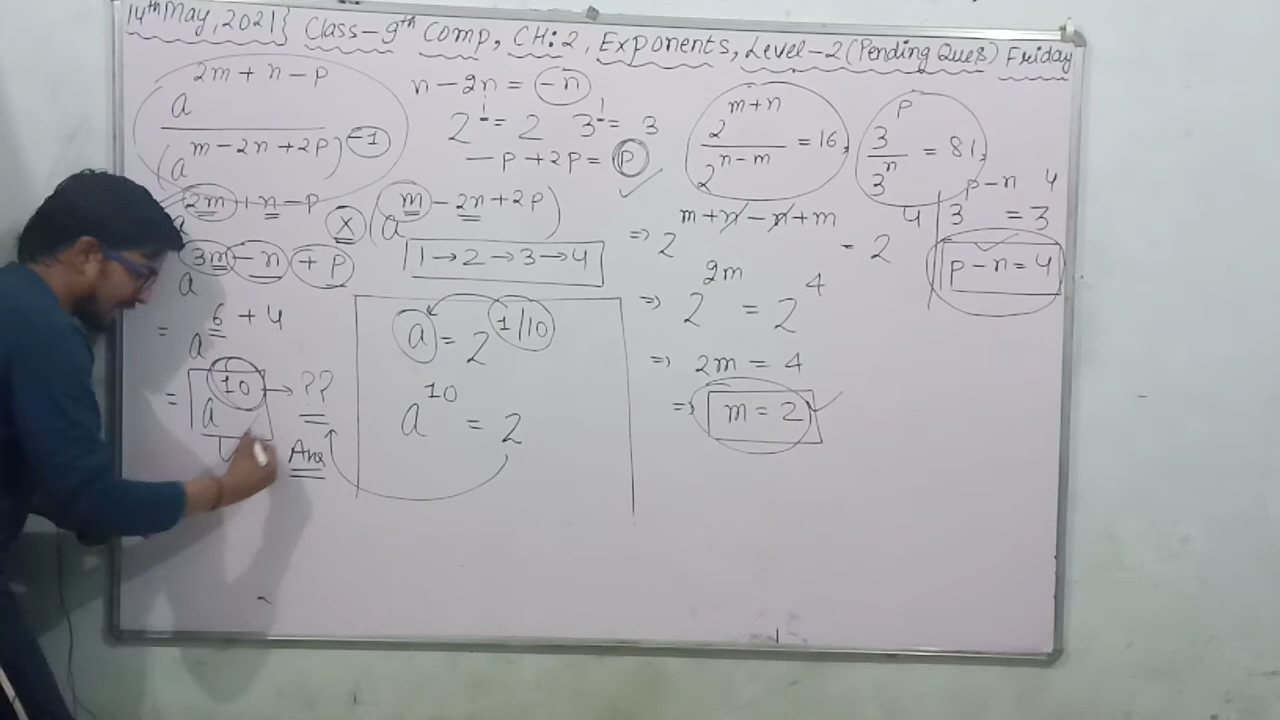 14th May, 2021} Class-9th Comp, CH:2, Exponents, Level-2 (Pending Ques) Friday
a^(2m+n-p)
(a^(m-2n+2p))^-1
a^(2m+n-p) × (a^(m-2n+2p))
a^(3m-n+p)
= a^(6+4)
= a^10 → ??
Ans
n-2n = -n
2^1 = 2 3^1 = 3
-p+2p = p
1→2→3→4
a = 2^(1/10)
a^10 = 2
2^(m+n)
2^(n-m) = 16,
⇒ 2^(m+n-n+m) = 2^4
⇒ 2^(2m) = 2^4
⇒ 2m = 4
⇒ m = 2
3^p
3^n = 81,
3^(p-n) = 3^4
p-n = 4